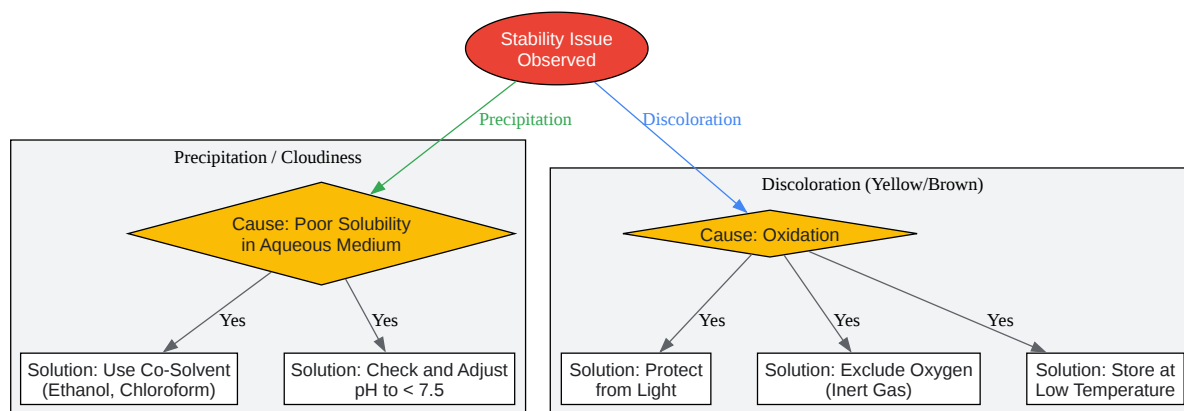 Stability Issue
Observed
Precipitation
Discoloration
Precipitation / Cloudiness
Discoloration (Yellow/Brown)
Cause: Poor Solubility
in Aqueous Medium
Cause: Oxidation
Yes
Yes
Yes
Yes
Yes
Solution: Use Co-Solvent
(Ethanol, Chloroform)
Solution: Check and Adjust
pH to < 7.5
Solution: Protect
from Light
Solution: Exclude Oxygen
(Inert Gas)
Solution: Store at
Low Temperature